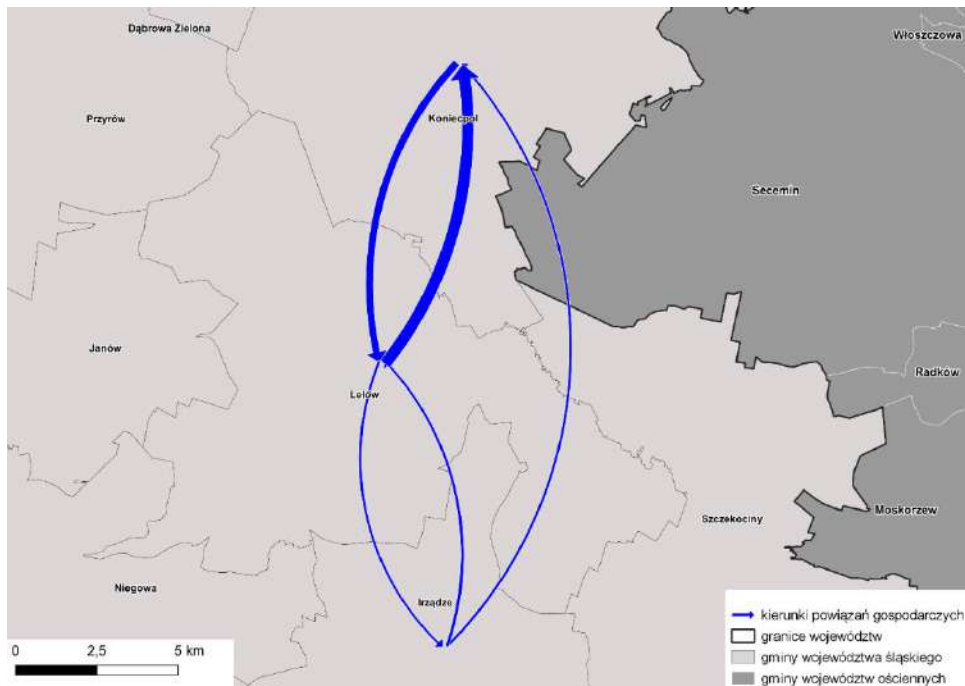 Dąbrowa Zielona
Włoszczowa
Przyrów
Koniecpol
Secemin
Janów
Radków
Lelów
Moskorzew
Szczekociny
Niegowa
Irządze
kierunki powiązań gospodarczych
granice województw
gminy województwa śląskiego
gminy województw ościennych
0 2,5 5 km